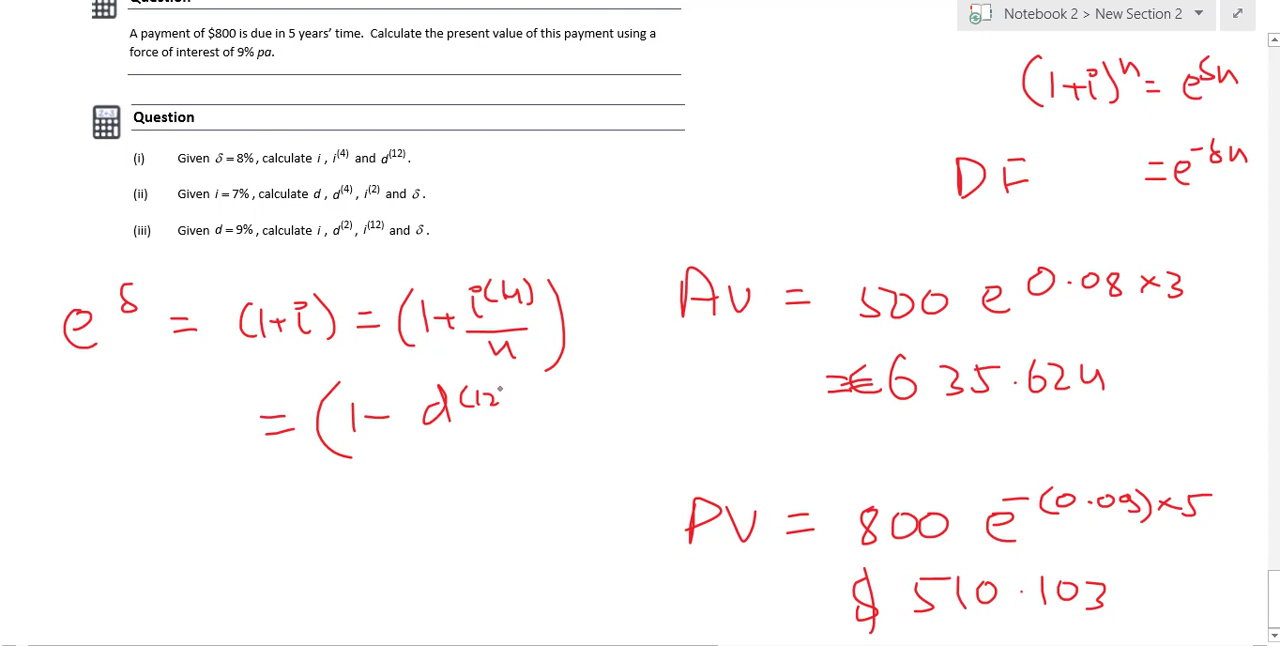 Question
Notebook 2 > New Section 2
A payment of $800 is due in 5 years' time. Calculate the present value of this payment using a
force of interest of 9% pa.
(1+i)ⁿ = e^δn
Question
DF = e^-δn
(i) Given δ = 8%, calculate i, i⁽⁴⁾ and d⁽¹²⁾.
(ii) Given i = 7%, calculate d, d⁽⁴⁾, i⁽²⁾ and δ.
(iii) Given d = 9%, calculate i, d⁽²⁾, i⁽¹²⁾ and δ.
e^δ = (1+i) = (1+ i⁽⁴⁾/4)
= (1- d⁽¹²
AV = 500 e^0.08×3
=€635.624
PV = 800 e^-(0.09)×5
$ 510.103